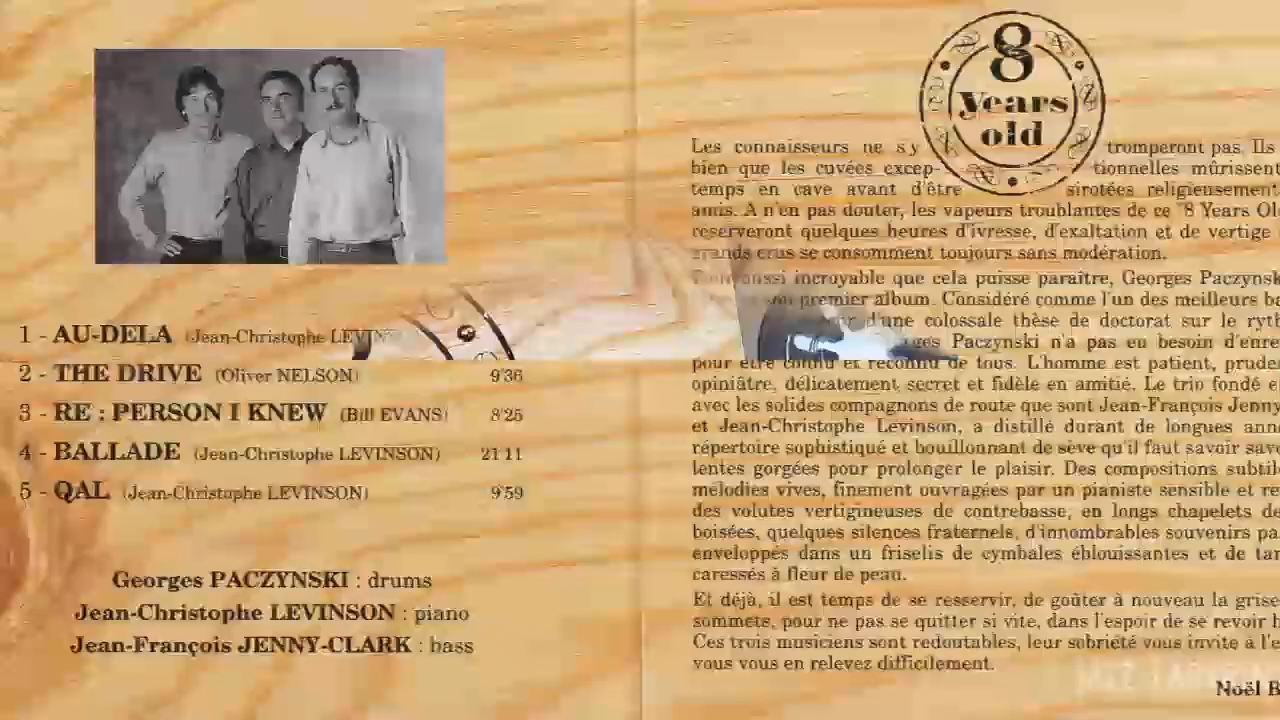 1 - AU-DELA (Jean-Christophe LEVIN
2 - THE DRIVE (Oliver NELSON) 9'36
3 - RE : PERSON I KNEW (Bill EVANS) 8'25
4 - BALLADE (Jean-Christophe LEVINSON) 21'11
5 - QAL (Jean-Christophe LEVINSON) 9'59
Georges PACZYNSKI : drums
Jean-Christophe LEVINSON : piano
Jean-François JENNY-CLARK : bass
8
Years
old
Les connaisseurs ne s'y tromperont pas. Ils
bien que les cuvées excep- tionnelles mûrissent
temps en cave avant d'être sirotées religieusement
amis. A n'en pas douter, les vapeurs troublantes de ce "8 Years Ol
reserveront quelques heures d'ivresse, d'exaltation et de vertige
grands crus se consomment toujours sans modération.
aussi incroyable que cela puisse paraître, Georges Paczynsk
premier album. Considéré comme l'un des meilleurs
d'une colossale thèse de doctorat sur le ryt
Paczynski n'a pas eu besoin d'enre
pour être connu et reconnu de tous. L'homme est patient, prude
opiniâtre, délicatement secret et fidèle en amitié. Le trio fondé e
avec les solides compagnons de route que sont Jean-François Jenny
et Jean-Christophe Levinson, a distillé durant de longues ann
répertoire sophistiqué et bouillonnant de sève qu'il faut savoir sav
lentes gorgées pour prolonger le plaisir. Des compositions subtil
mélodies vives, finement ouvragées par un pianiste sensible et re
des volutes vertigineuses de contrebasse, en longs chapelets de
boisées, quelques silences fraternels, d'innombrables souvenirs pa
enveloppés dans un friselis de cymbales éblouissantes et de ta
caressés à fleur de peau.
Et déjà, il est temps de se resservir, de goûter à nouveau la grise
sommets, pour ne pas se quitter si vite, dans l'espoir de se revoir
Ces trois musiciens sont redoutables, leur sobriété vous invite à l'e
vous vous en relevez difficilement.
Noël B